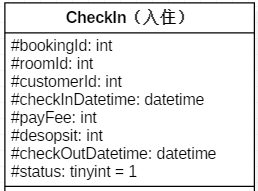 CheckIn（入住）
#bookingId: int
#roomId: int
#customerId: int
#checkInDatetime: datetime
#payFee: int
#desopsit: int
#checkOutDatetime: datetime
#status: tinyint = 1